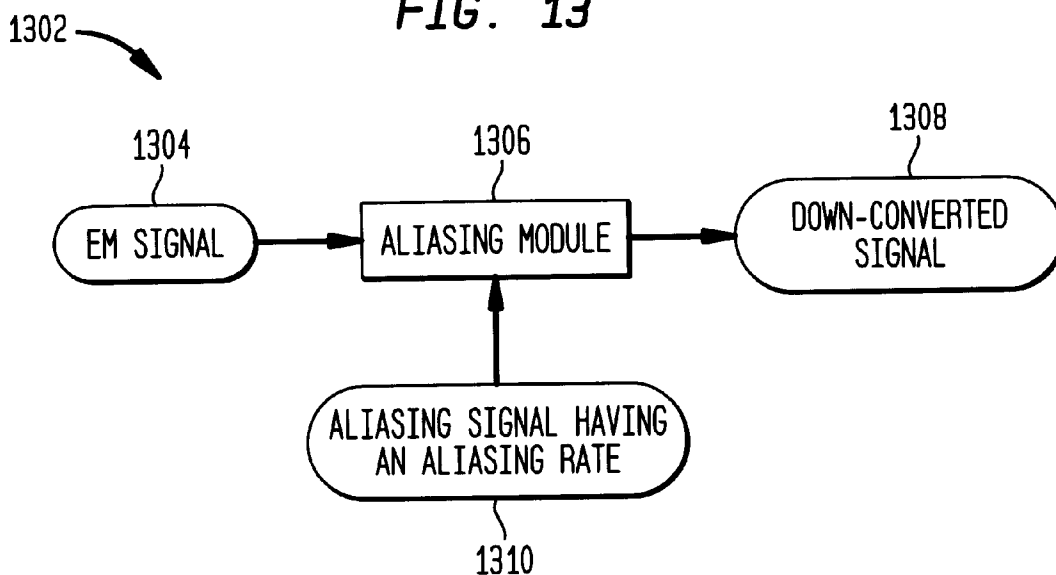 FIG. 13
1302
1304
1306
1308
EM SIGNAL
ALIASING MODULE
DOWN-CONVERTED
SIGNAL
ALIASING SIGNAL HAVING
AN ALIASING RATE
1310